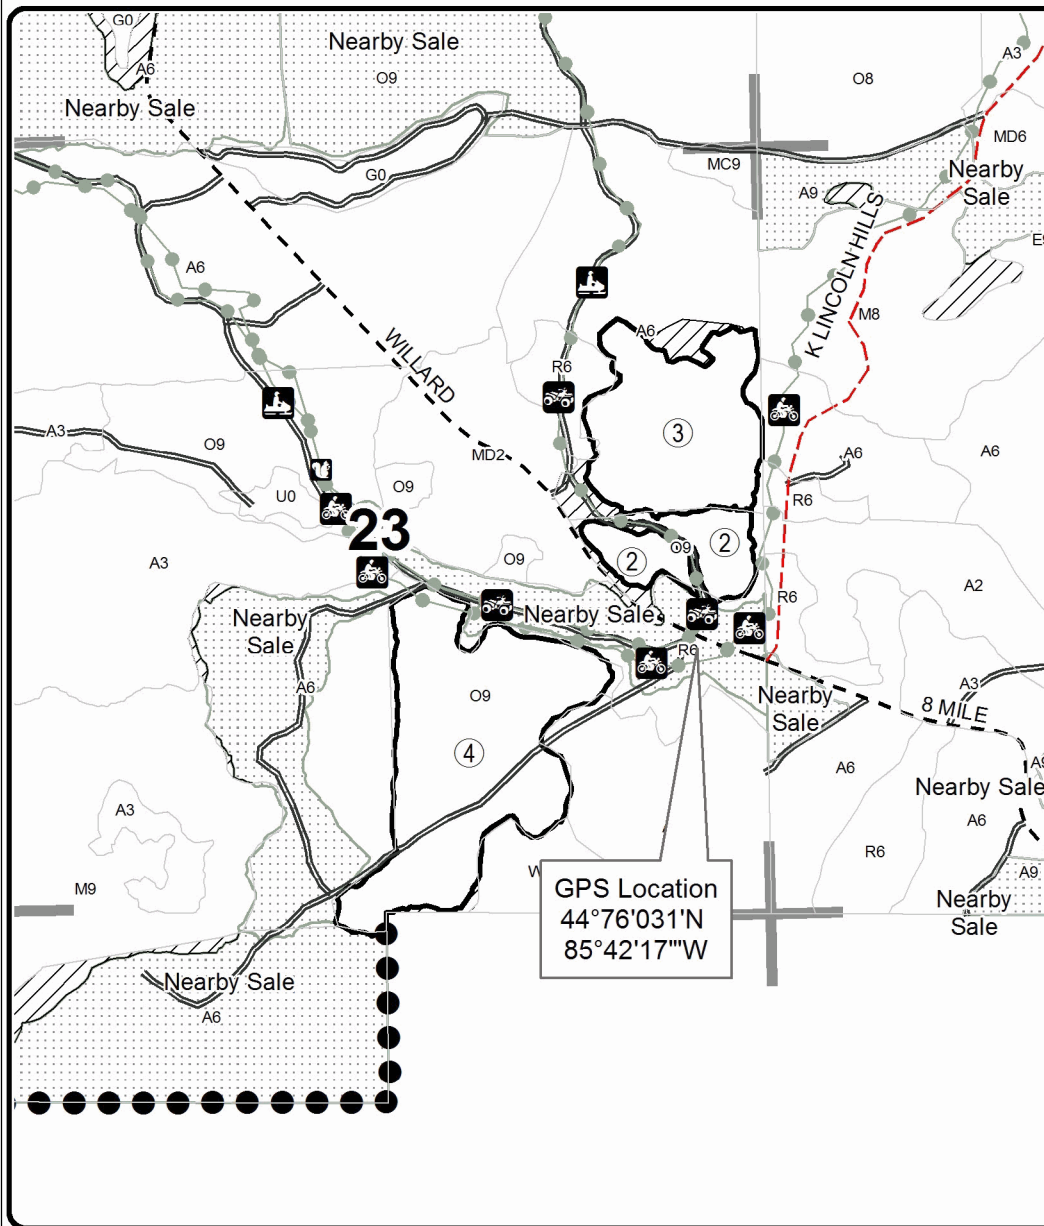 G0
Nearby Sale
A3
A6
O9
O8
Nearby Sale
MD6
MC9
Nearby
Sale
G0
A9
K LINCOLN HILLS
A6
M8
A6
WILLARD
R6
A3
3
O9
A6
A6
MD2
U0
O9
R6
23
2
2
O9
O9
A3
A2
R6
Nearby
Sale
Nearby Sale
R6
A6
O9
Nearby
Sale
A3
8 MILE
4
A6
A9
Nearby Sale
A3
A6
R6
M9
A9
GPS Location
44°76'031'N
85°42'17"'W
Nearby
Sale
Nearby Sale
A6